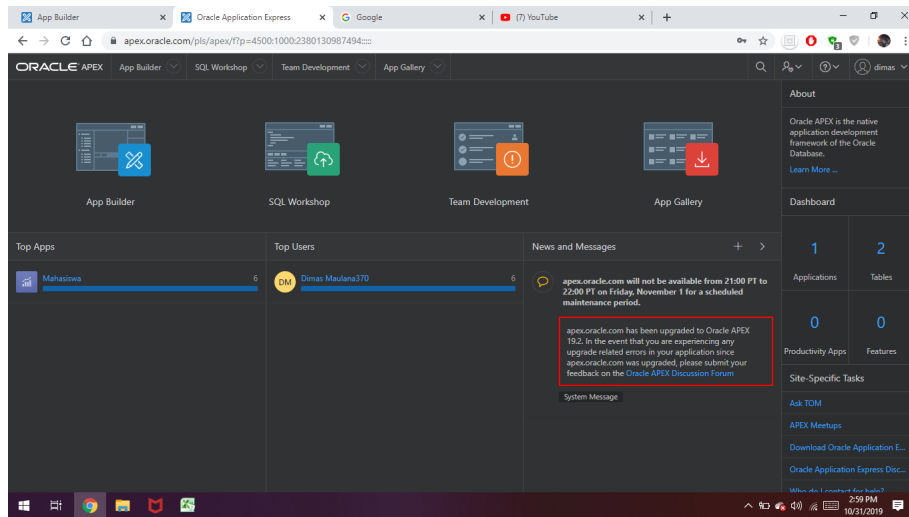 App Builder
Oracle Application Express
Google
(7) YouTube
apex.oracle.com/pls/apex/f?p=4500:1000:2380130987494:::::
ORACLE APEX App Builder SQL Workshop Team Development App Gallery dimas
About
Oracle APEX is the native
application development
framework of the Oracle
Database.
Learn More ...
App Builder
SQL Workshop
Team Development
App Gallery
Dashboard
1
Applications
2
Tables
0
Productivity Apps
0
Features
Top Apps
Mahasiswa 6
Top Users
DM Dimas Maulana370 6
News and Messages
apex.oracle.com will not be available from 21:00 PT to
22:00 PT on Friday, November 1 for a scheduled
maintenance period.
apex.oracle.com has been upgraded to Oracle APEX
19.2. In the event that you are experiencing any
upgrade related errors in your application since
apex.oracle.com was upgraded, please submit your
feedback on the Oracle APEX Discussion Forum
System Message
Site-Specific Tasks
Ask TOM
APEX Meetups
Download Oracle Application E...
Oracle Application Express Disc...
Who do I contact for help?
2:59 PM
10/31/2019